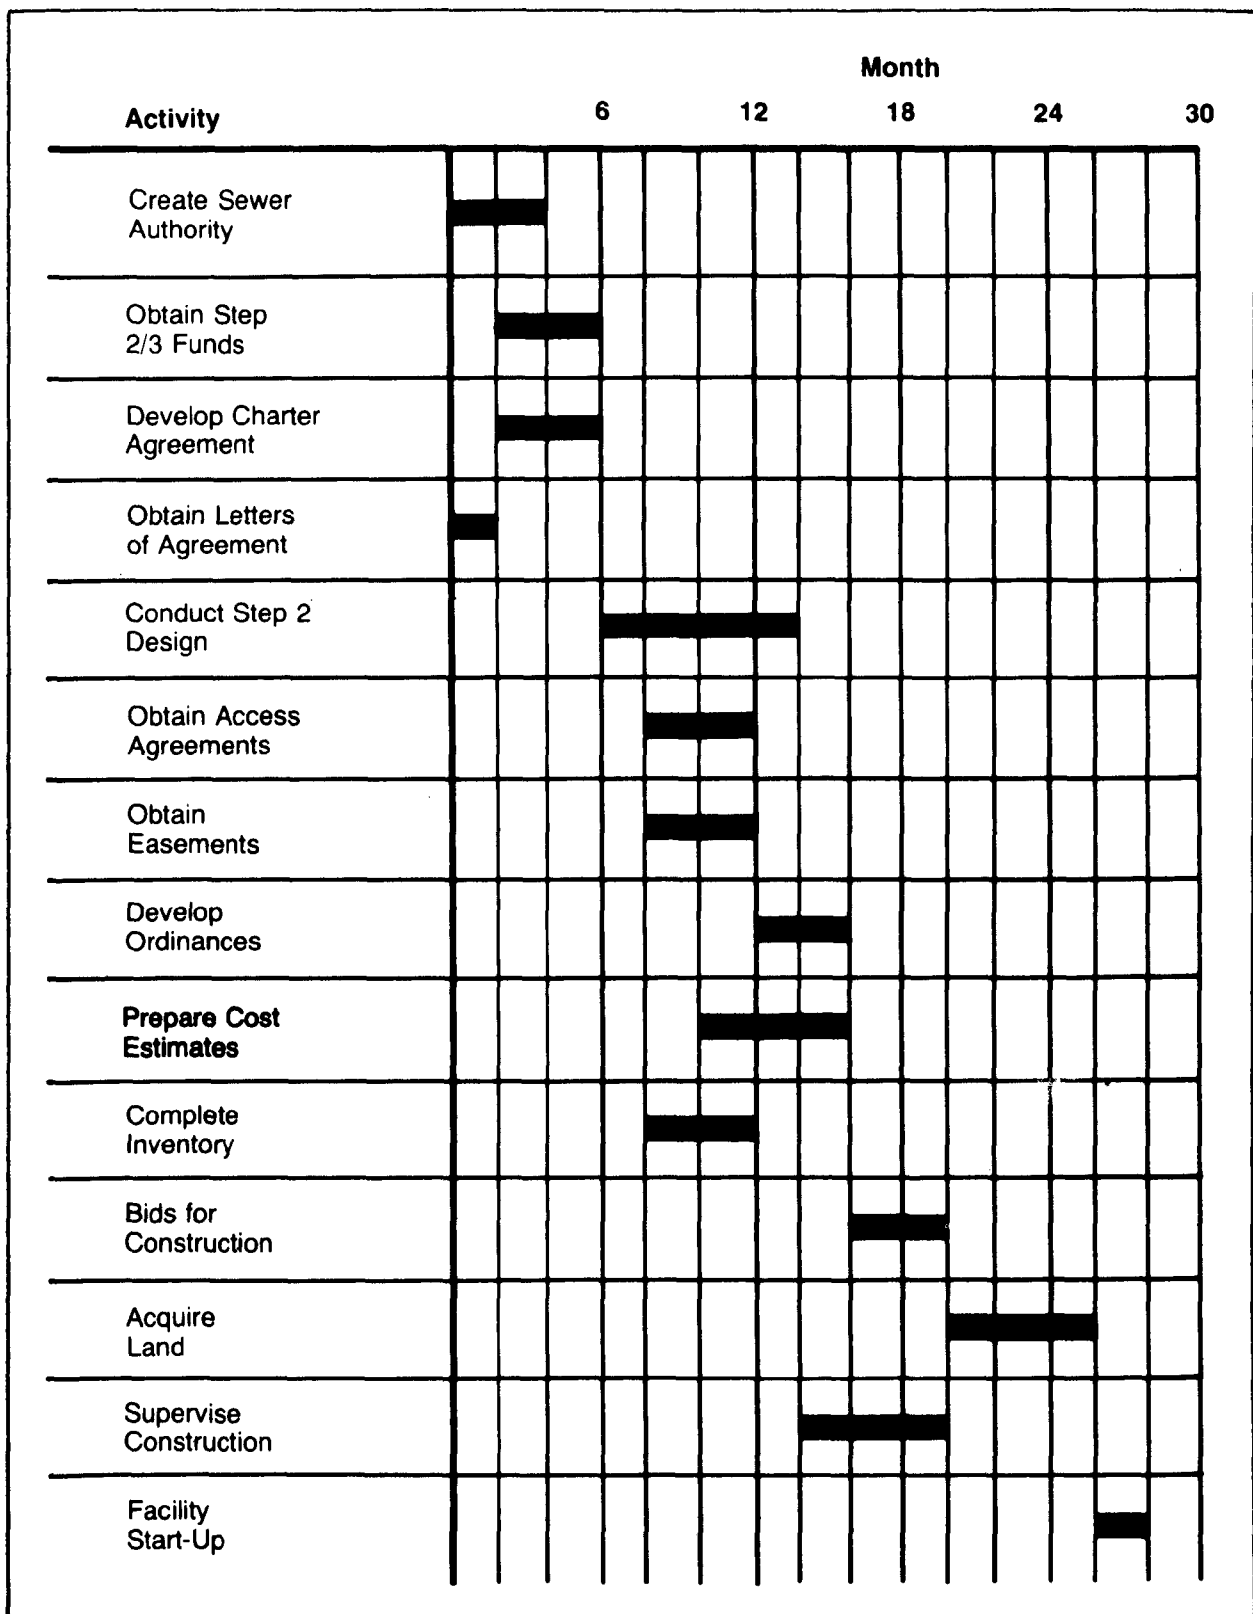 Month
Activity 6 12 18 24 30
Create Sewer
Authority
Obtain Step
2/3 Funds
Develop Charter
Agreement
Obtain Letters
of Agreement
Conduct Step 2
Design
Obtain Access
Agreements
Obtain
Easements
Develop
Ordinances
Prepare Cost
Estimates
Complete
Inventory
Bids for
Construction
Acquire
Land
Supervise
Construction
Facility
Start-Up